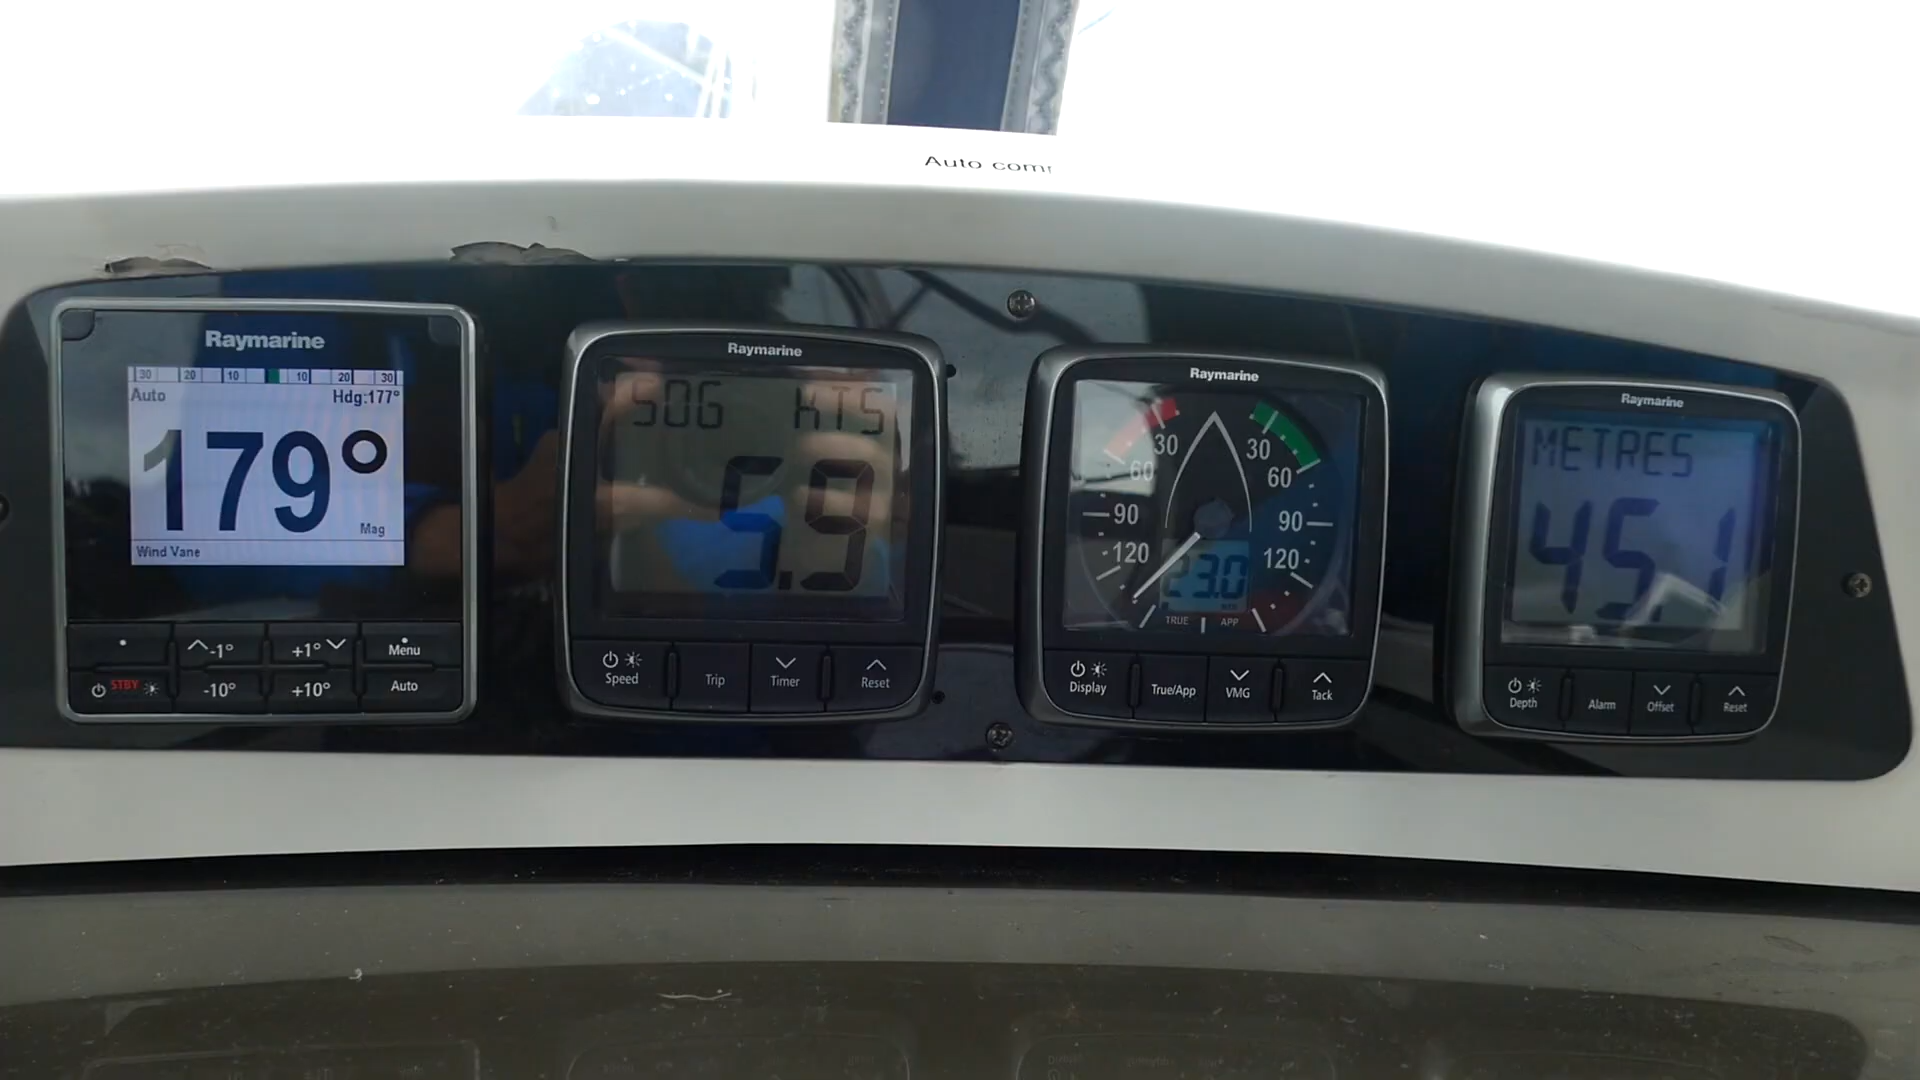 Auto com
Raymarine
30 20 10 10 20 30
Auto Hdg:177°
179°
Mag
Wind Vane
-1° +1° Menu
STBY -10° +10° Auto
Raymarine
SOG KTS
5.9
Speed Trip Timer Reset
Raymarine
30 30
60 60
90 90
120 120
23.0
TRUE APP
Display True/App VMG Tack
Raymarine
METRES
45.1
Depth Alarm Offset Reset